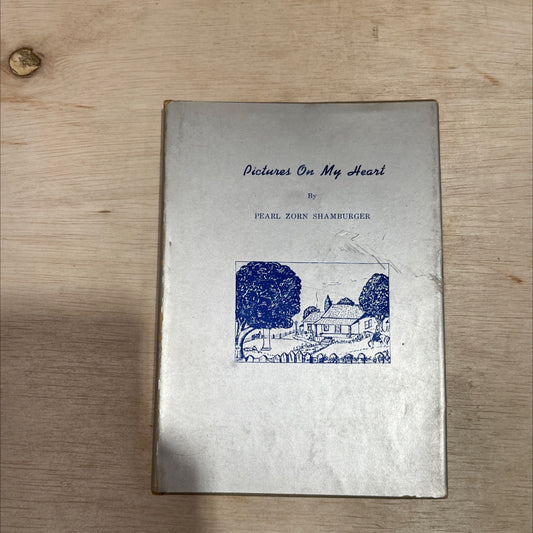 Pictures On My Heart
By
PEARL ZORN SHAMBURGER